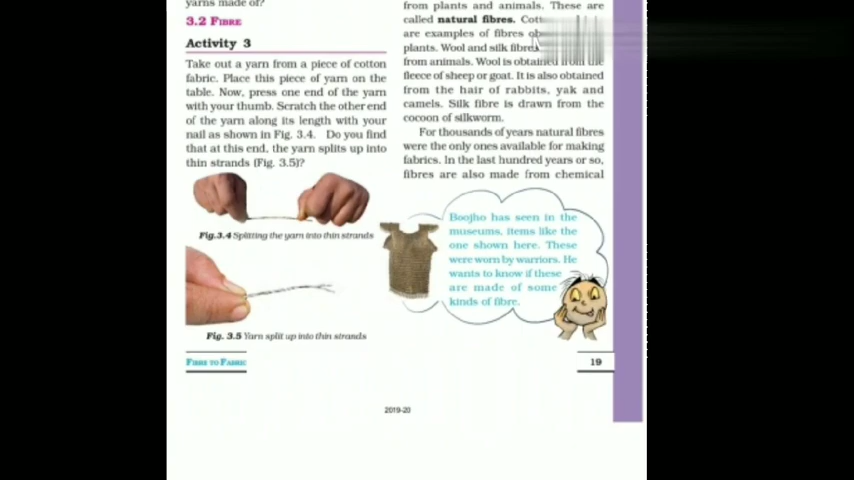 yarns made of?
3.2 FIBRE
Activity 3
Take out a yarn from a piece of cotton
fabric. Place this piece of yarn on the
table. Now, press one end of the yarn
with your thumb. Scratch the other end
of the yarn along its length with your
nail as shown in Fig. 3.4. Do you find
that at this end, the yarn splits up into
thin strands (Fig. 3.5)?
Fig.3.4 Splitting the yarn into thin strands
Fig. 3.5 Yarn split up into thin strands
from plants and animals. These are
called natural fibres.
are examples of fibres
plants. Wool and silk fibres
from animals. Wool is obtained from the
fleece of sheep or goat. It is also obtained
from the hair of rabbits, yak and
camels. Silk fibre is drawn from the
cocoon of silkworm.
For thousands of years natural fibres
were the only ones available for making
fabrics. In the last hundred years or so,
fibres are also made from chemical
Boojho has seen in the
museums, items like the
one shown here. These
were worn by warriors. He
wants to know if these
are made of some
kinds of fibre.
FIBRE TO FABRIC
19
2019-20